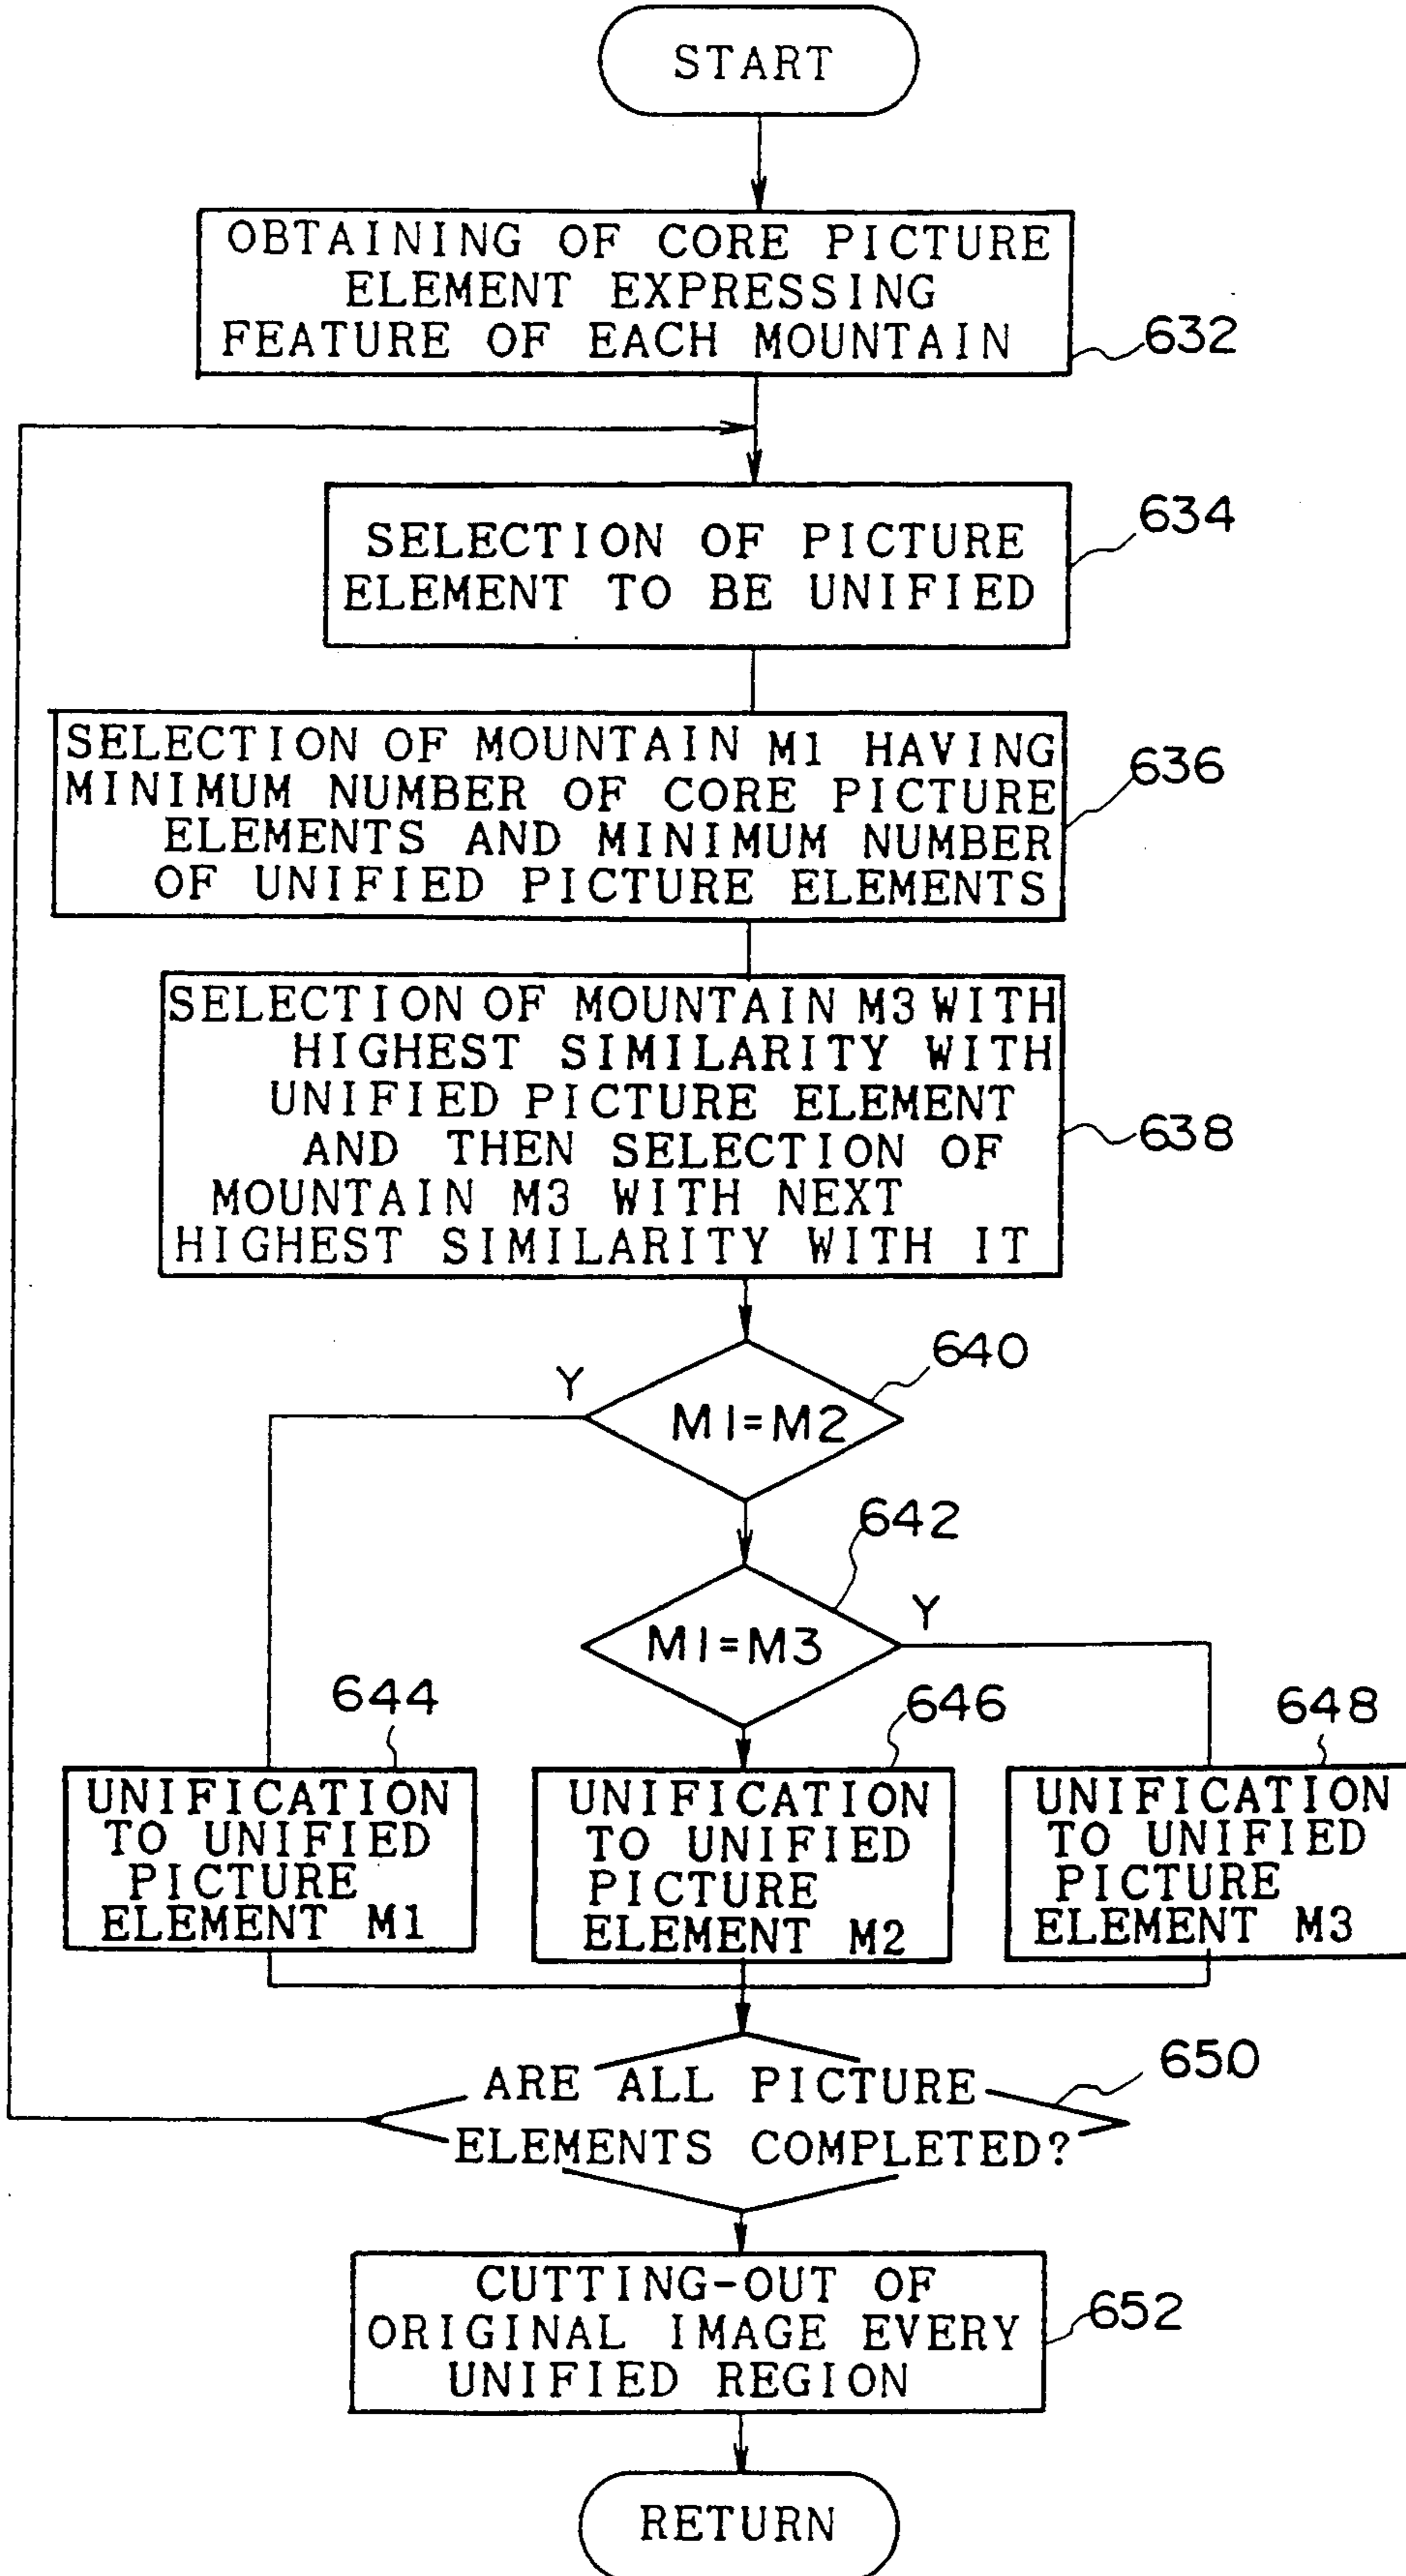 START
OBTAINING OF CORE PICTURE
ELEMENT EXPRESSING
FEATURE OF EACH MOUNTAIN
632
634
SELECTION OF PICTURE
ELEMENT TO BE UNIFIED
SELECTION OF MOUNTAIN M1 HAVING
MINIMUM NUMBER OF CORE PICTURE
ELEMENTS AND MINIMUM NUMBER
OF UNIFIED PICTURE ELEMENTS
636
SELECTION OF MOUNTAIN M3 WITH
HIGHEST SIMILARITY WITH
UNIFIED PICTURE ELEMENT
AND THEN SELECTION OF
MOUNTAIN M3 WITH NEXT
HIGHEST SIMILARITY WITH IT
638
640
Y
M1=M2
642
Y
M1=M3
644
UNIFICATION
TO UNIFIED
PICTURE
ELEMENT M1
646
UNIFICATION
TO UNIFIED
PICTURE
ELEMENT M2
648
UNIFICATION
TO UNIFIED
PICTURE
ELEMENT M3
650
ARE ALL PICTURE
ELEMENTS COMPLETED?
CUTTING-OUT OF
ORIGINAL IMAGE EVERY
UNIFIED REGION
652
RETURN